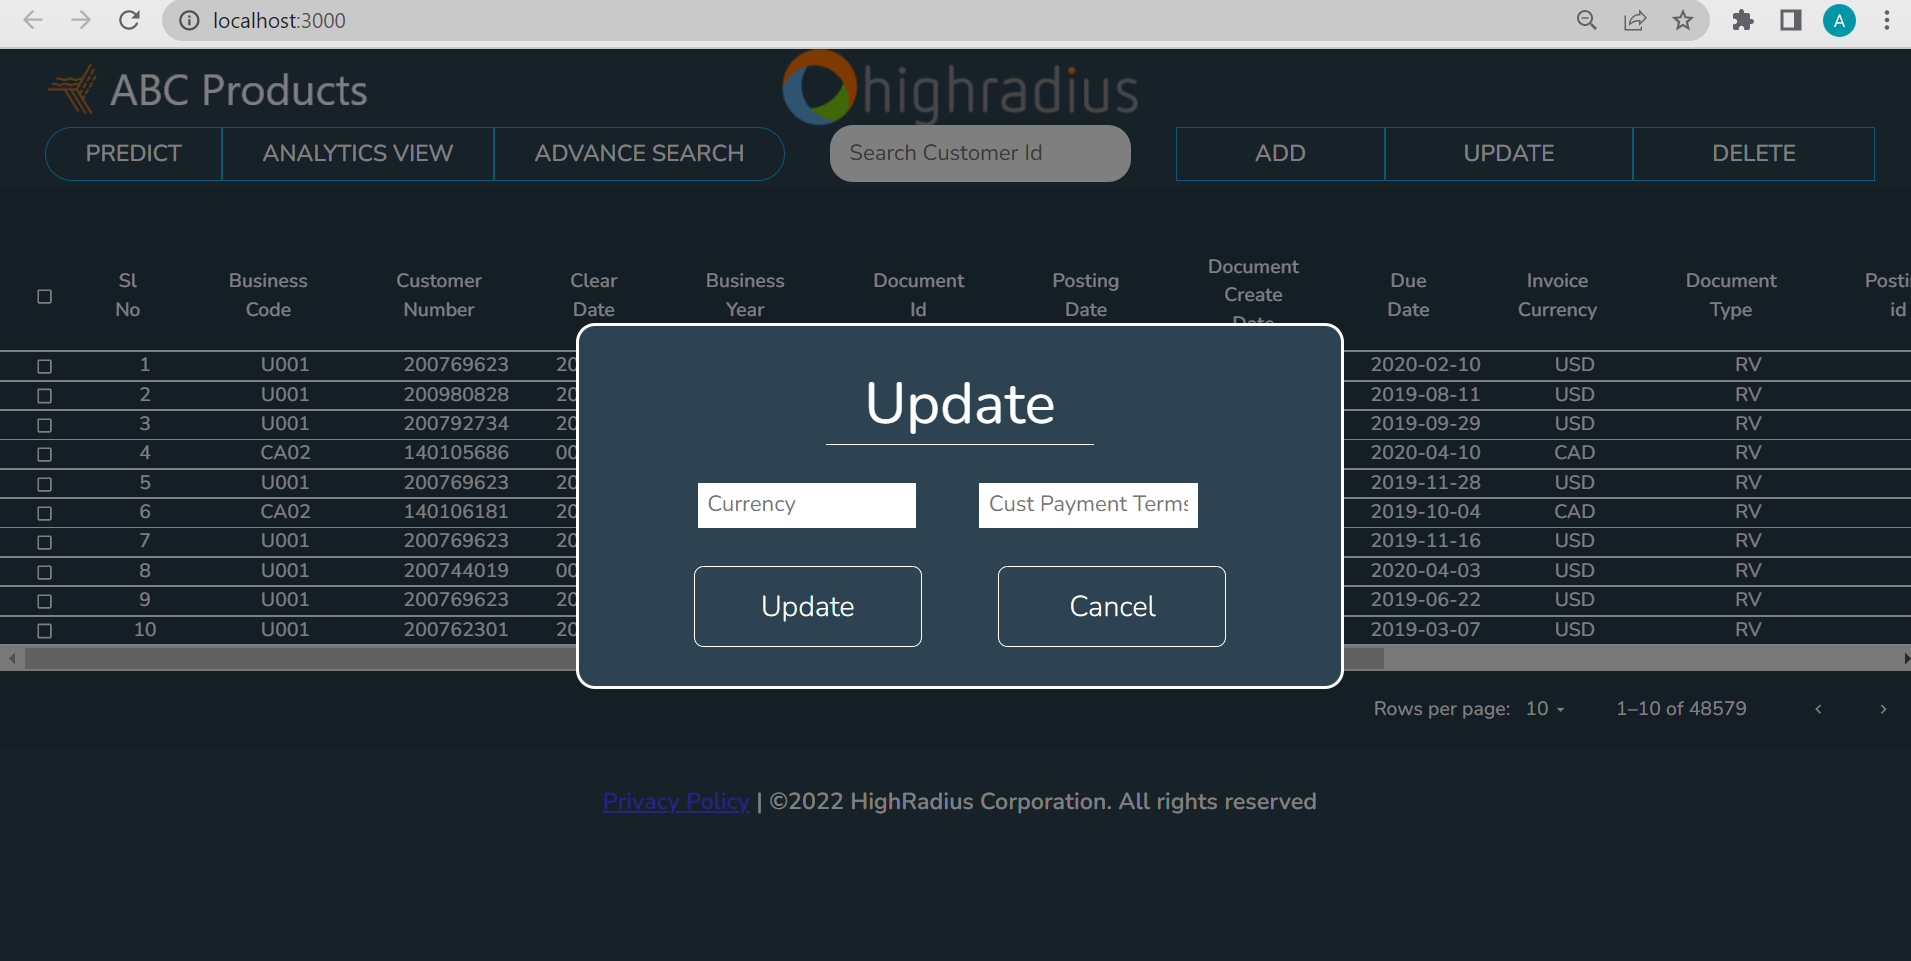 localhost:3000
A
ABC Products
highradius
PREDICT ANALYTICS VIEW ADVANCE SEARCH Search Customer Id ADD UPDATE DELETE
Sl No Business Code Customer Number Clear Date Business Year Document Id Posting Date Document Create Date Due Date Invoice Currency Document Type Posti id
1 U001 200769623 20 2020-02-10 USD RV
2 U001 200980828 20 2019-08-11 USD RV
3 U001 200792734 20 2019-09-29 USD RV
4 CA02 140105686 00 2020-04-10 CAD RV
5 U001 200769623 20 2019-11-28 USD RV
6 CA02 140106181 20 2019-10-04 CAD RV
7 U001 200769623 20 2019-11-16 USD RV
8 U001 200744019 00 2020-04-03 USD RV
9 U001 200769623 20 2019-06-22 USD RV
10 U001 200762301 20 2019-03-07 USD RV
Update
Currency Cust Payment Terms
Update Cancel
Rows per page: 10 1–10 of 48579
Privacy Policy | ©2022 HighRadius Corporation. All rights reserved